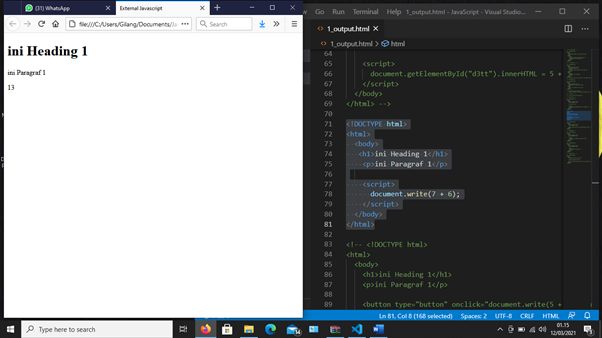 (31) WhatsApp
External Javascript
file:///C:/Users/Gilang/Documents/Ja
Search
ini Heading 1
ini Paragraf 1
13
Go Run Terminal Help 1_output.html - JavaScript - Visual Studio...
1_output.html
1_output.html > html
64
65 <script>
66 document.getElementById("d3tt").innerHTML = 5 +
67 </script>
68 </body>
69 </html> -->
70
71 <!DOCTYPE html>
72 <html>
73 <body>
74 <h1>ini Heading 1</h1>
75 <p>ini Paragraf 1</p>
76
77 <script>
78 document.write(7 + 6);
79 </script>
80 </body>
81 </html>
82
83 <!-- <!DOCTYPE html>
84 <html>
85 <body>
86 <h1>ini Heading 1</h1>
87 <p>ini Paragraf 1</p>
88
89 <button type="button" onclick="document.write(5 +
Ln 81, Col 8 (168 selected) Spaces: 2 UTF-8 CRLF HTML
Type here to search
01.15
12/03/2021